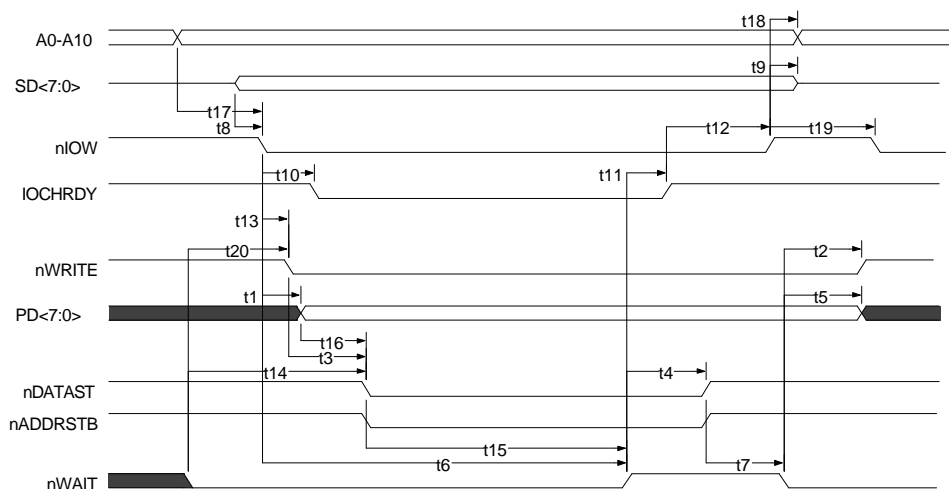 t18
A0-A10
t9
SD<7:0>
t17
t8
t12
t19
nIOW
t10
t11
IOCHRDY
t13
t20
t2
nWRITE
t1
t5
PD<7:0>
t16
t3
t14
t4
nDATAST
nADDRSTB
t15
t6
t7
nWAIT